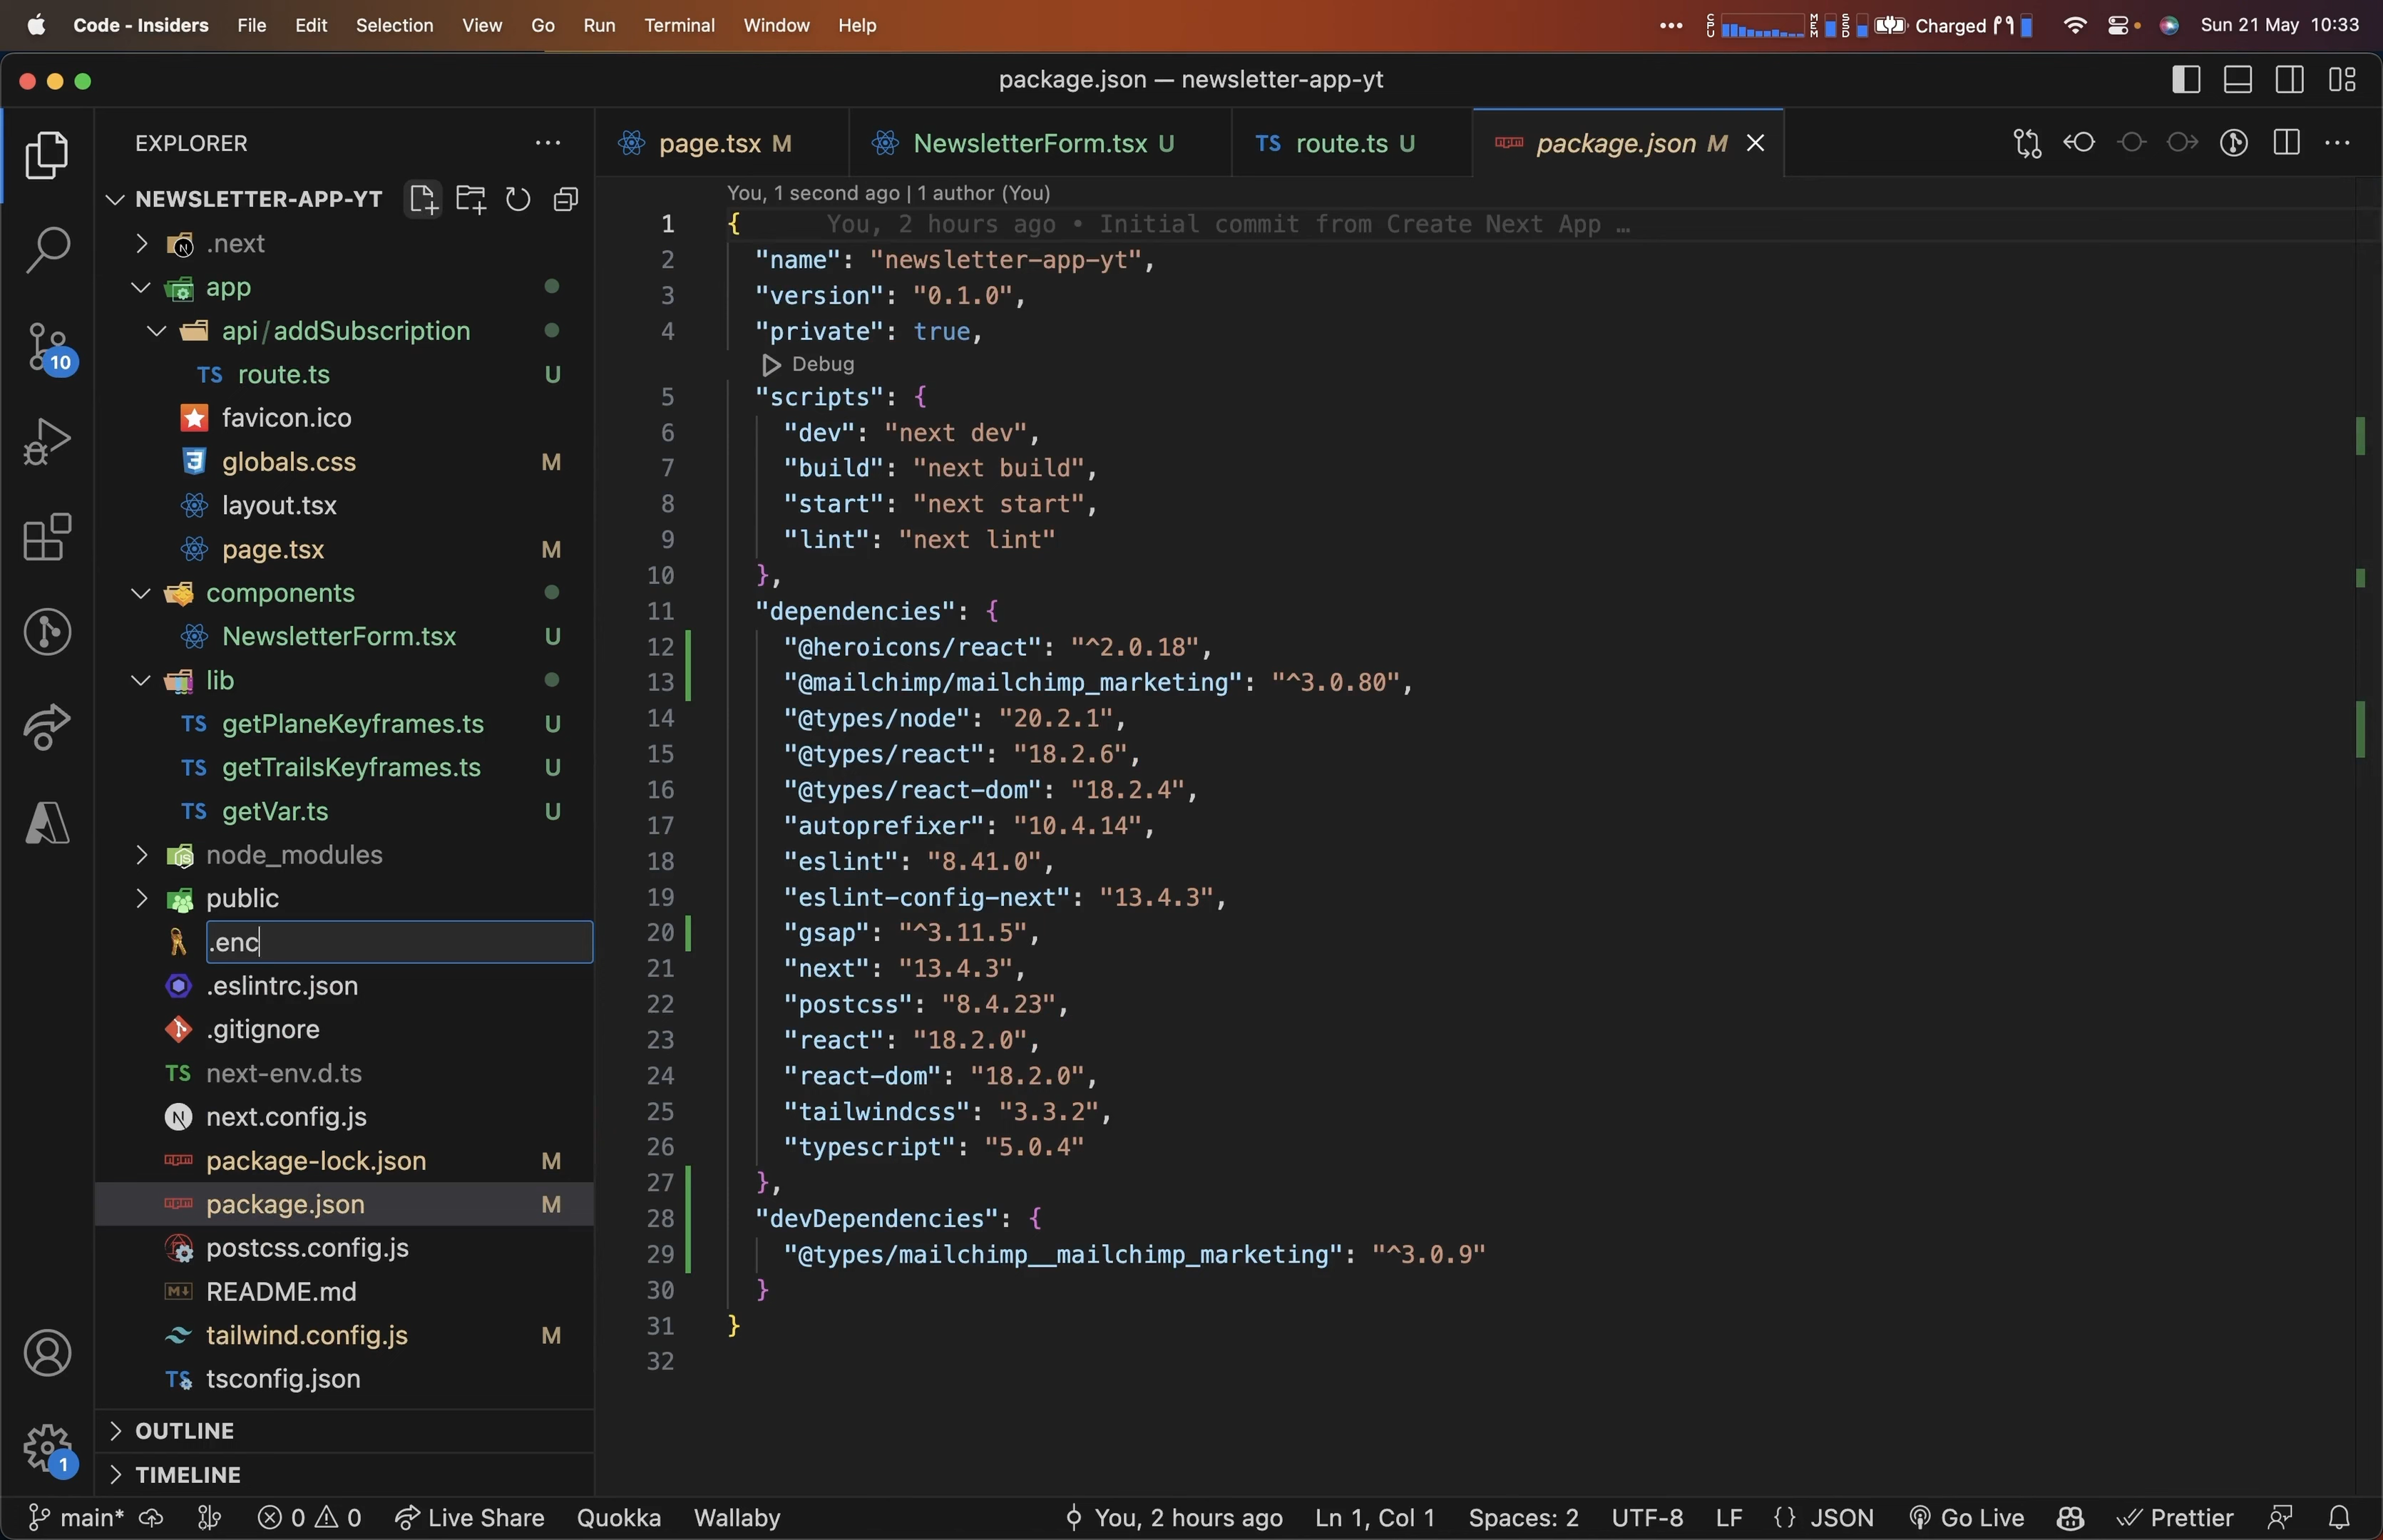 Code - Insiders File Edit Selection View Go Run Terminal Window Help
CPU MEM SSD Charged Sun 21 May 10:33
package.json — newsletter-app-yt
EXPLORER
NEWSLETTER-APP-YT
.next
app
api/addSubscription
TS route.ts U
favicon.ico
globals.css M
layout.tsx
page.tsx M
components
NewsletterForm.tsx U
lib
TS getPlaneKeyframes.ts U
TS getTrailsKeyframes.ts U
TS getVar.ts U
node_modules
public
.enc
.eslintrc.json
.gitignore
TS next-env.d.ts
next.config.js
package-lock.json M
package.json M
postcss.config.js
README.md
tailwind.config.js M
TS tsconfig.json
OUTLINE
TIMELINE
10
1
page.tsx M NewsletterForm.tsx U TS route.ts U package.json M
You, 1 second ago | 1 author (You)
1 { You, 2 hours ago • Initial commit from Create Next App …
2 "name": "newsletter-app-yt",
3 "version": "0.1.0",
4 "private": true,
Debug
5 "scripts": {
6 "dev": "next dev",
7 "build": "next build",
8 "start": "next start",
9 "lint": "next lint"
10 },
11 "dependencies": {
12 "@heroicons/react": "^2.0.18",
13 "@mailchimp/mailchimp_marketing": "^3.0.80",
14 "@types/node": "20.2.1",
15 "@types/react": "18.2.6",
16 "@types/react-dom": "18.2.4",
17 "autoprefixer": "10.4.14",
18 "eslint": "8.41.0",
19 "eslint-config-next": "13.4.3",
20 "gsap": "^3.11.5",
21 "next": "13.4.3",
22 "postcss": "8.4.23",
23 "react": "18.2.0",
24 "react-dom": "18.2.0",
25 "tailwindcss": "3.3.2",
26 "typescript": "5.0.4"
27 },
28 "devDependencies": {
29 "@types/mailchimp__mailchimp_marketing": "^3.0.9"
30 }
31 }
32
main* 0 0 Live Share Quokka Wallaby You, 2 hours ago Ln 1, Col 1 Spaces: 2 UTF-8 LF {} JSON Go Live Prettier